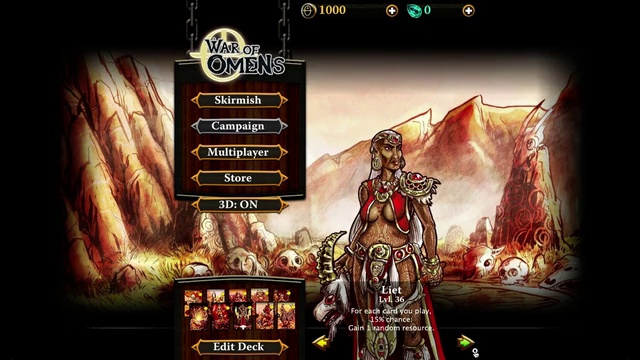 1000
0
WAR OF
OMENS
Skirmish
Campaign
Multiplayer
Store
3D: ON
Liet
Lvl. 36
For each card you play,
15% chance:
Gain 1 random resource.
Edit Deck